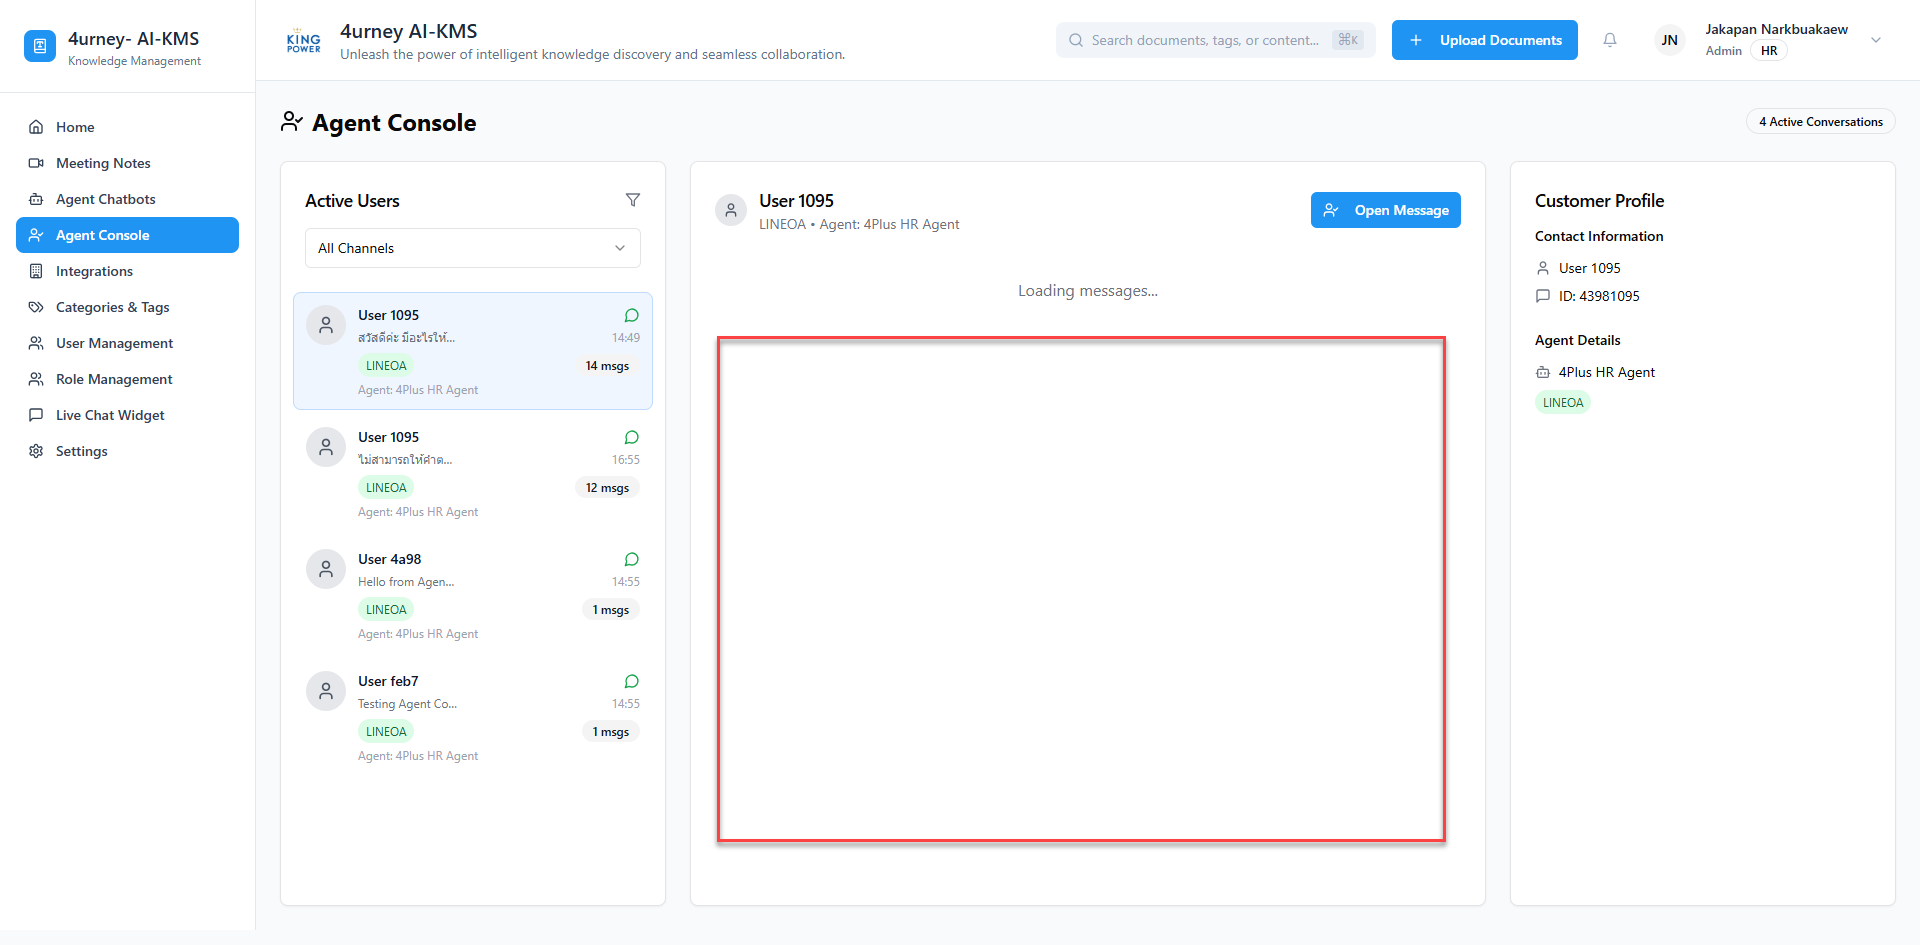 4urney- AI-KMS
Knowledge Management
Home
Meeting Notes
Agent Chatbots
Agent Console
Integrations
Categories & Tags
User Management
Role Management
Live Chat Widget
Settings
KING
POWER
4urney AI-KMS
Unleash the power of intelligent knowledge discovery and seamless collaboration.
Search documents, tags, or content...
⌘K
+ Upload Documents
JN
Jakapan Narkbuakaew
Admin HR
Agent Console
4 Active Conversations
Active Users
All Channels
User 1095
สวัสดีค่ะ มีอะไรให้...
14:49
LINEOA
14 msgs
Agent: 4Plus HR Agent
User 1095
ไม่สามารถให้คำต...
16:55
LINEOA
12 msgs
Agent: 4Plus HR Agent
User 4a98
Hello from Agen...
14:55
LINEOA
1 msgs
Agent: 4Plus HR Agent
User feb7
Testing Agent Co...
14:55
LINEOA
1 msgs
Agent: 4Plus HR Agent
User 1095
LINEOA • Agent: 4Plus HR Agent
Open Message
Loading messages...
Customer Profile
Contact Information
User 1095
ID: 43981095
Agent Details
4Plus HR Agent
LINEOA